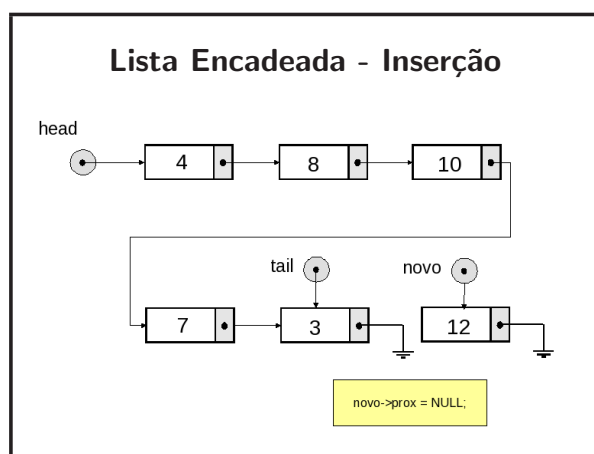 Lista Encadeada - Inserção
head
4
8
10
tail
novo
7
3
12
novo->prox = NULL;